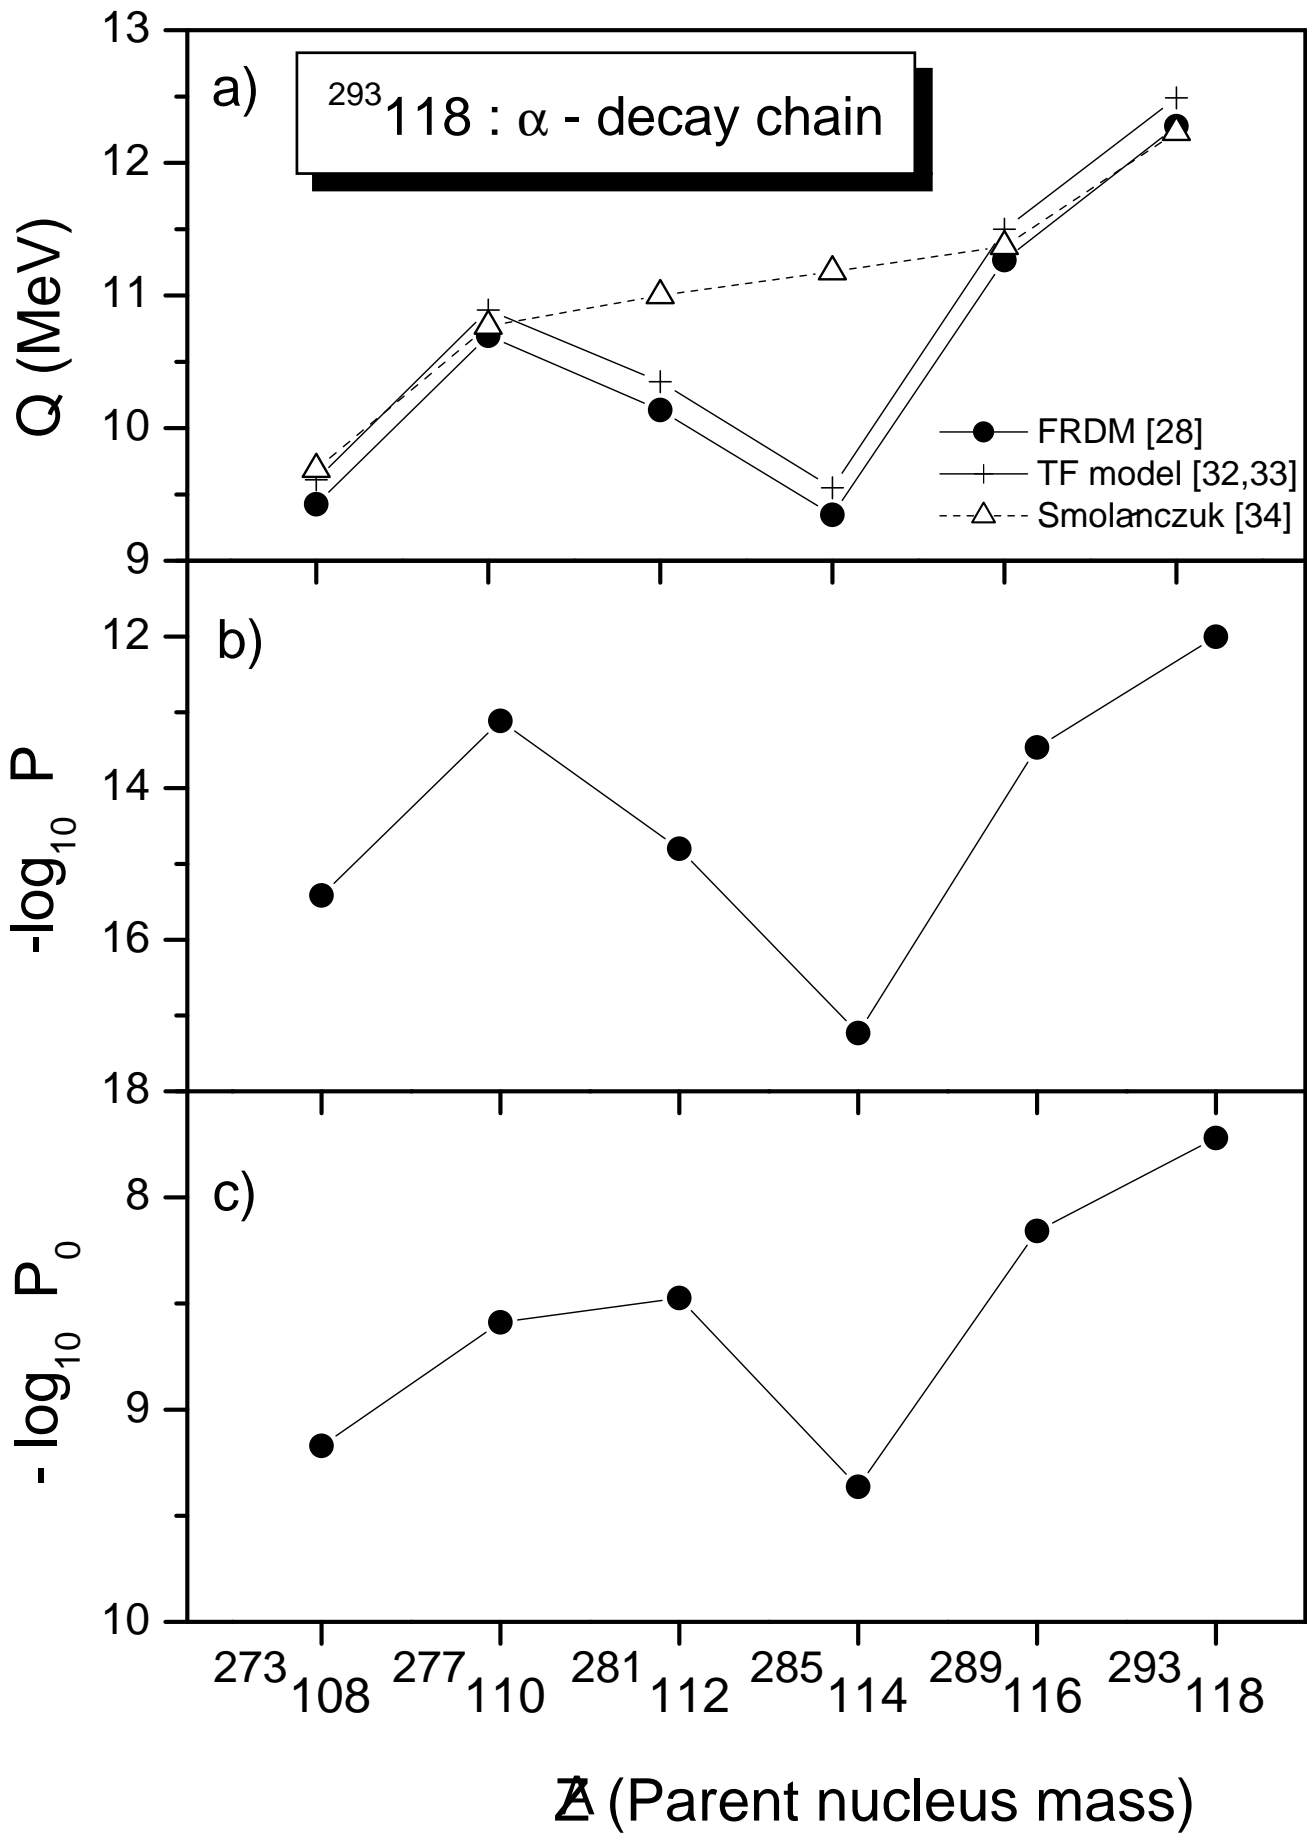 13
a)
²⁹³118 : α - decay chain
12
11
10
9
Q (MeV)
FRDM [28]
TF model [32,33]
Smolanczuk [34]
b)
12
14
16
18
-log₁₀ P
c)
8
9
10
- log₁₀ P₀
²⁷³108 ²⁷⁷110 ²⁸¹112 ²⁸⁵114 ²⁸⁹116 ²⁹³118
(Parent nucleus mass)